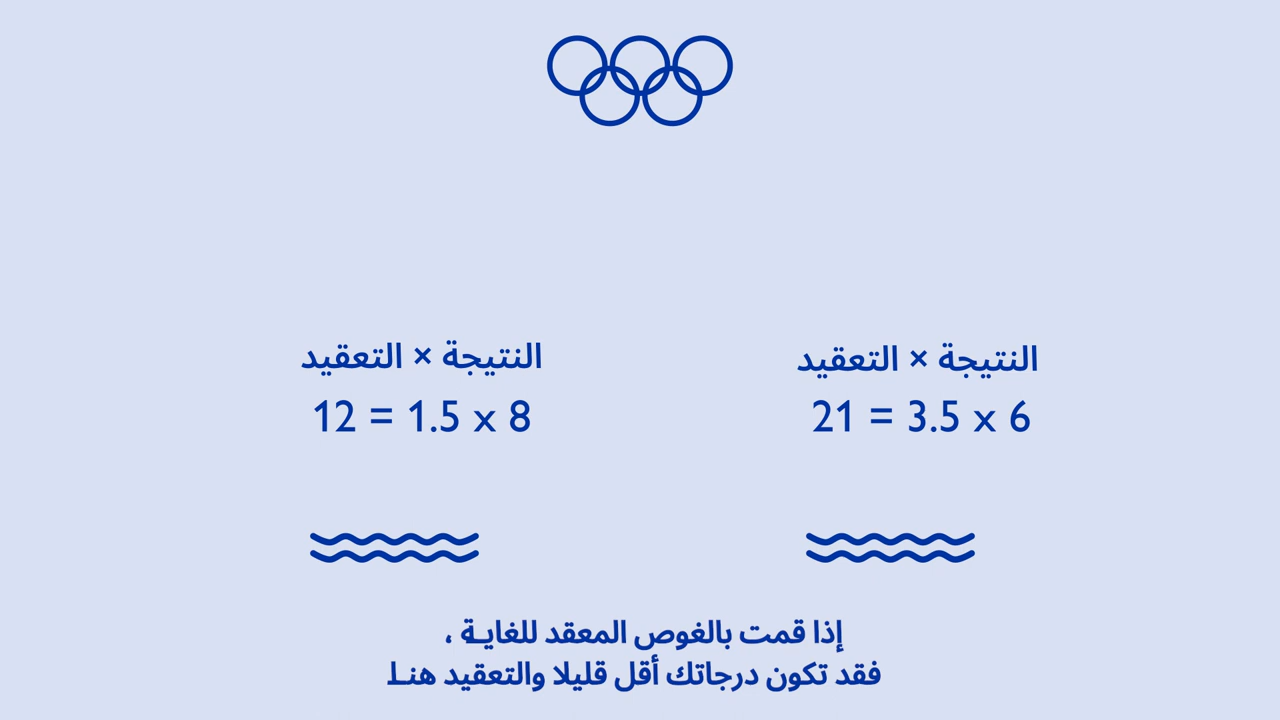 النتيجة × التعقيد
21 = 3.5 x 6
النتيجة × التعقيد
12 = 1.5 x 8
إذا قمت بالغوص المعقد للغايـة ،
فقد تكون درجاتك أقل قليلا والتعقيد هنـا